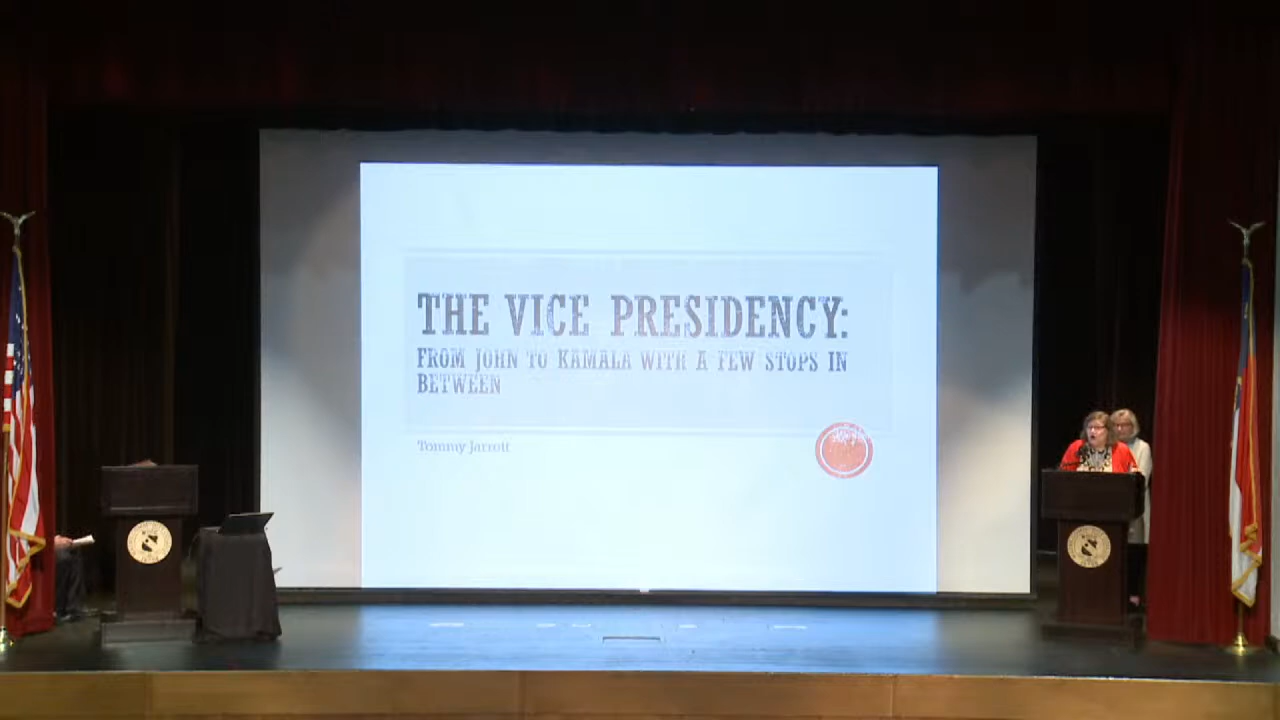 THE VICE PRESIDENCY:
FROM JOHN TO KAMALA WITH A FEW STOPS IN
BETWEEN
Tommy Jarrett